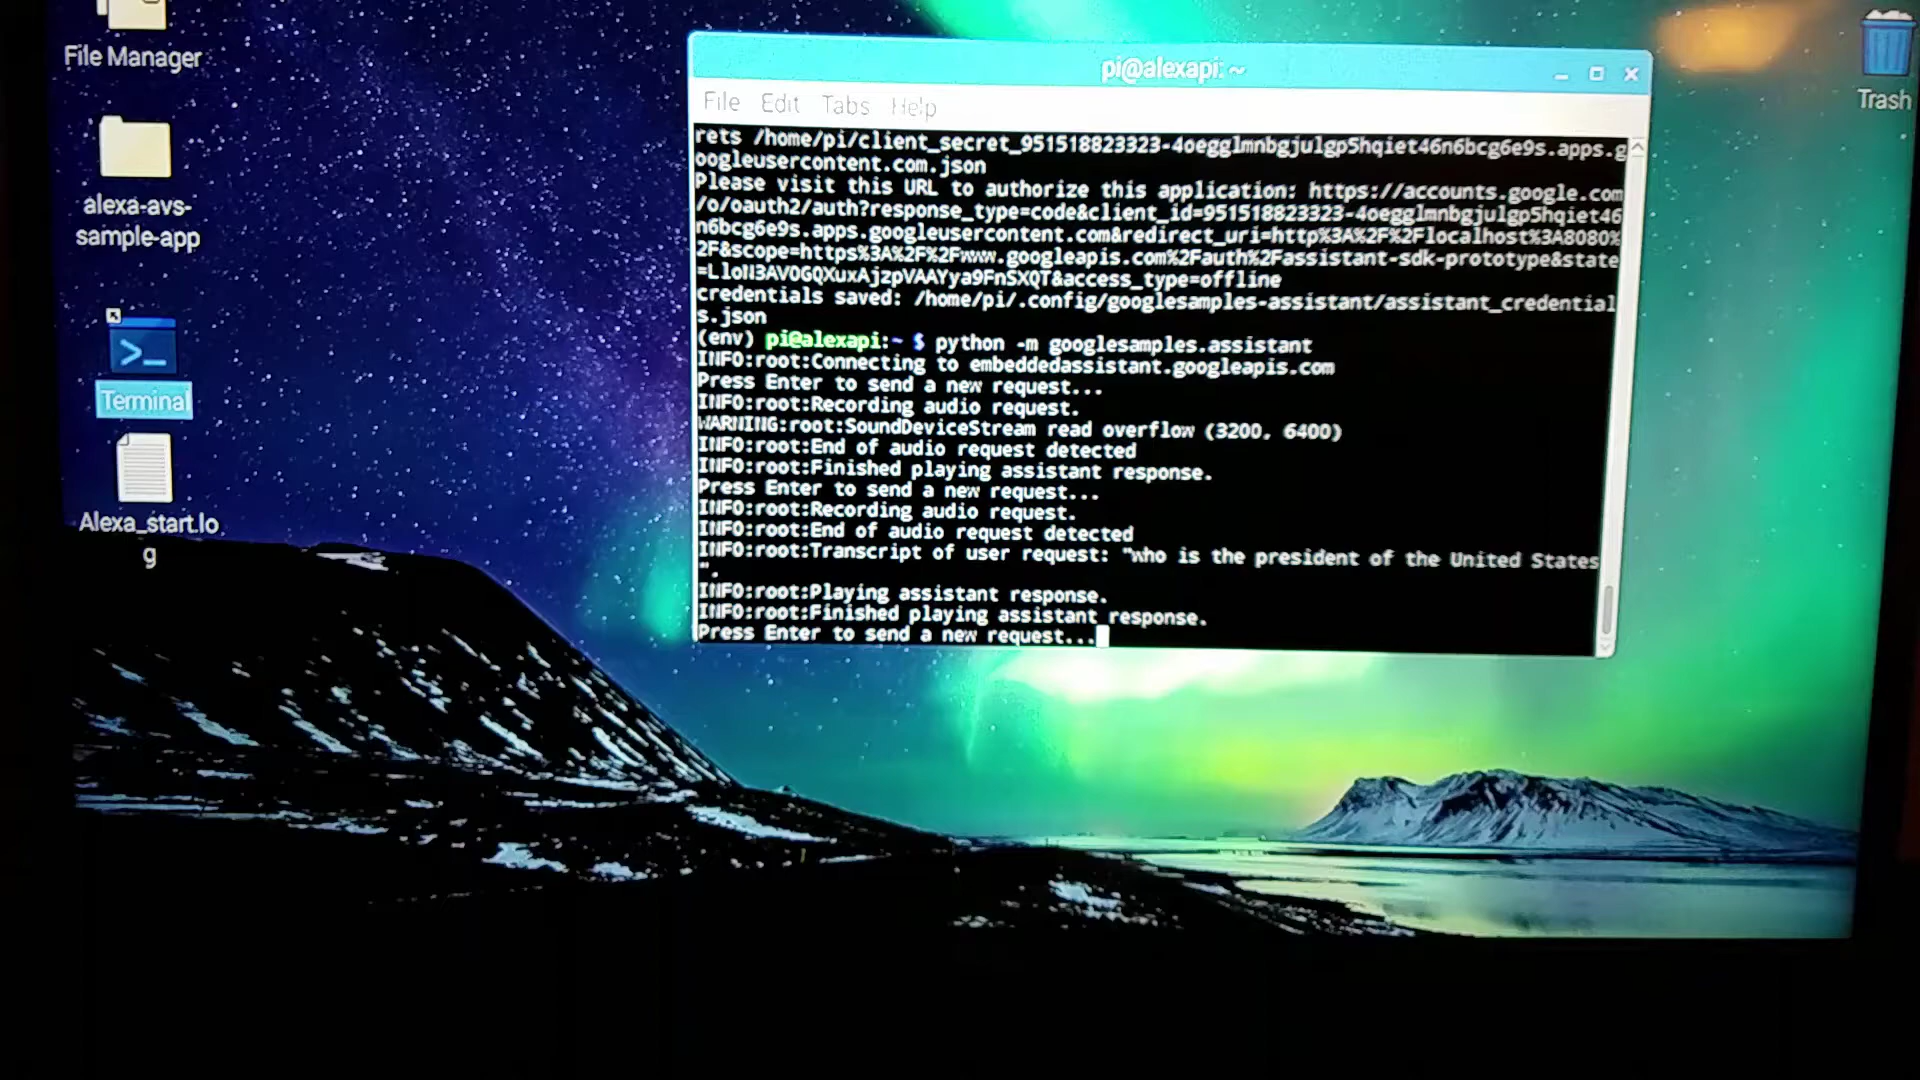 File Manager
alexa-avs-
sample-app
Terminal
Alexa_start.lo
g
Trash
pi@alexapi: ~
File Edit Tabs Help
rets /home/pi/client_secret_951518823323-4oegglmnbgjulgp5hqiet46n6bcg6e9s.apps.g
oogleusercontent.com.json
Please visit this URL to authorize this application: https://accounts.google.com
/o/oauth2/auth?response_type=code&client_id=951518823323-4oegglmnbgjulgp5hqiet46
n6bcg6e9s.apps.googleusercontent.com&redirect_uri=http%3A%2F%2Flocalhost%3A8080%
2F&scope=https%3A%2F%2Fwww.googleapis.com%2Fauth%2Fassistant-sdk-prototype&state
=LloN3AVOGQXuxAjzpVAAYya9FnSXQT&access_type=offline
credentials saved: /home/pi/.config/googlesamples-assistant/assistant_credential
s.json
(env) pi@alexapi:~ $ python -m googlesamples.assistant
INFO:root:Connecting to embeddedassistant.googleapis.com
Press Enter to send a new request...
INFO:root:Recording audio request.
WARNING:root:SoundDeviceStream read overflow (3200, 6400)
INFO:root:End of audio request detected
INFO:root:Finished playing assistant response.
Press Enter to send a new request...
INFO:root:Recording audio request.
INFO:root:End of audio request detected
INFO:root:Transcript of user request: "who is the president of the United States
".
INFO:root:Playing assistant response.
INFO:root:Finished playing assistant response.
Press Enter to send a new request...